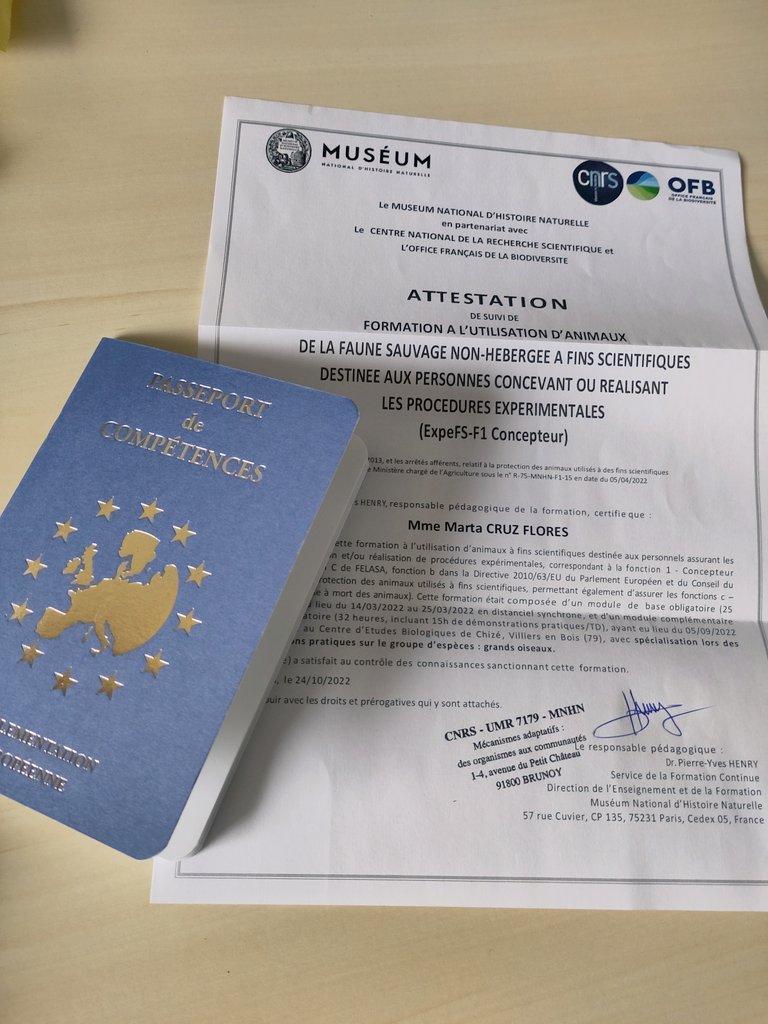 MUSÉUM
NATIONAL D'HISTOIRE NATURELLE
cnrs
OFB
OFFICE FRANÇAIS
DE LA BIODIVERSITÉ
Le MUSEUM NATIONAL D'HISTOIRE NATURELLE
en partenariat avec
Le CENTRE NATIONAL DE LA RECHERCHE SCIENTIFIQUE et
L'OFFICE FRANÇAIS DE LA BIODIVERSITE
ATTESTATION
DE SUIVI DE
FORMATION A L'UTILISATION D'ANIMAUX
DE LA FAUNE SAUVAGE NON-HEBERGEE A FINS SCIENTIFIQUES
DESTINEE AUX PERSONNES CONCEVANT OU REALISANT
LES PROCEDURES EXPERIMENTALES
(ExpeFS-F1 Concepteur)
2013, et les arrêtés afférents, relatif à la protection des animaux utilisés à des fins scientifiques
e Ministère chargé de l'Agriculture sous le n° R-75-MNHN-F1-15 en date du 05/04/2022
s HENRY, responsable pédagogique de la formation, certifie que :
Mme Marta CRUZ FLORES
ette formation à l'utilisation d'animaux à fins scientifiques destinée aux personnels assurant les
n et/ou réalisation de procédures expérimentales, correspondant à la fonction 1 - Concepteur
C de FELASA, fonction b dans la Directive 2010/63/EU du Parlement Européen et du Conseil du
rotection des animaux utilisés à fins scientifiques, permettant également d'assurer les fonctions c –
e à mort des animaux). Cette formation était composée d'un module de base obligatoire (25
lieu du 14/03/2022 au 25/03/2022 en distanciel synchrone, et d'un module complémentaire
atoire (32 heures, incluant 15h de démonstrations pratiques/TD), ayant eu lieu du 05/09/2022
au Centre d'Etudes Biologiques de Chizé, Villiers en Bois (79), avec spécialisation lors des
ons pratiques sur le groupe d'espèces : grands oiseaux.
e) a satisfait au contrôle des connaissances sanctionnant cette formation.
, le 24/10/2022
uir avec les droits et prérogatives qui y sont attachés.
CNRS - UMR 7179 - MNHN
Mécanismes adaptatifs :
des organismes aux communautés
1-4, avenue du Petit Château
91800 BRUNOY
Le responsable pédagogique :
Dr. Pierre-Yves HENRY
Service de la Formation Continue
Direction de l'Enseignement et de la Formation
Muséum National d'Histoire Naturelle
57 rue Cuvier, CP 135, 75231 Paris, Cedex 05, France
PASSEPORT
de
COMPÉTENCES
LEMENTATION
OPÉENNE